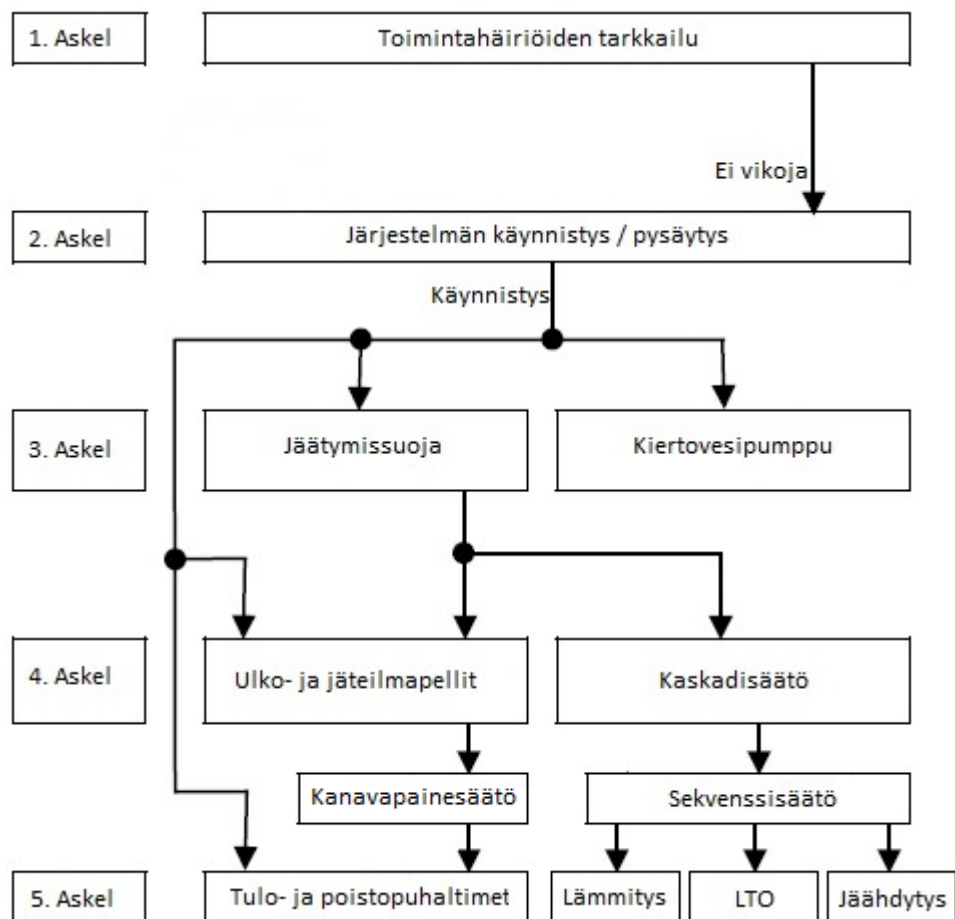 1. Askel
Toimintahäiriöiden tarkkailu
Ei vikoja
2. Askel
Järjestelmän käynnistys / pysäytys
Käynnistys
3. Askel
Jäätymissuoja
Kiertovesipumppu
4. Askel
Ulko- ja jäteilmapellit
Kaskadisäätö
Kanavapainesäätö
Sekvenssisäätö
5. Askel
Tulo- ja poistopuhaltimet
Lämmitys
LTO
Jäähdytys